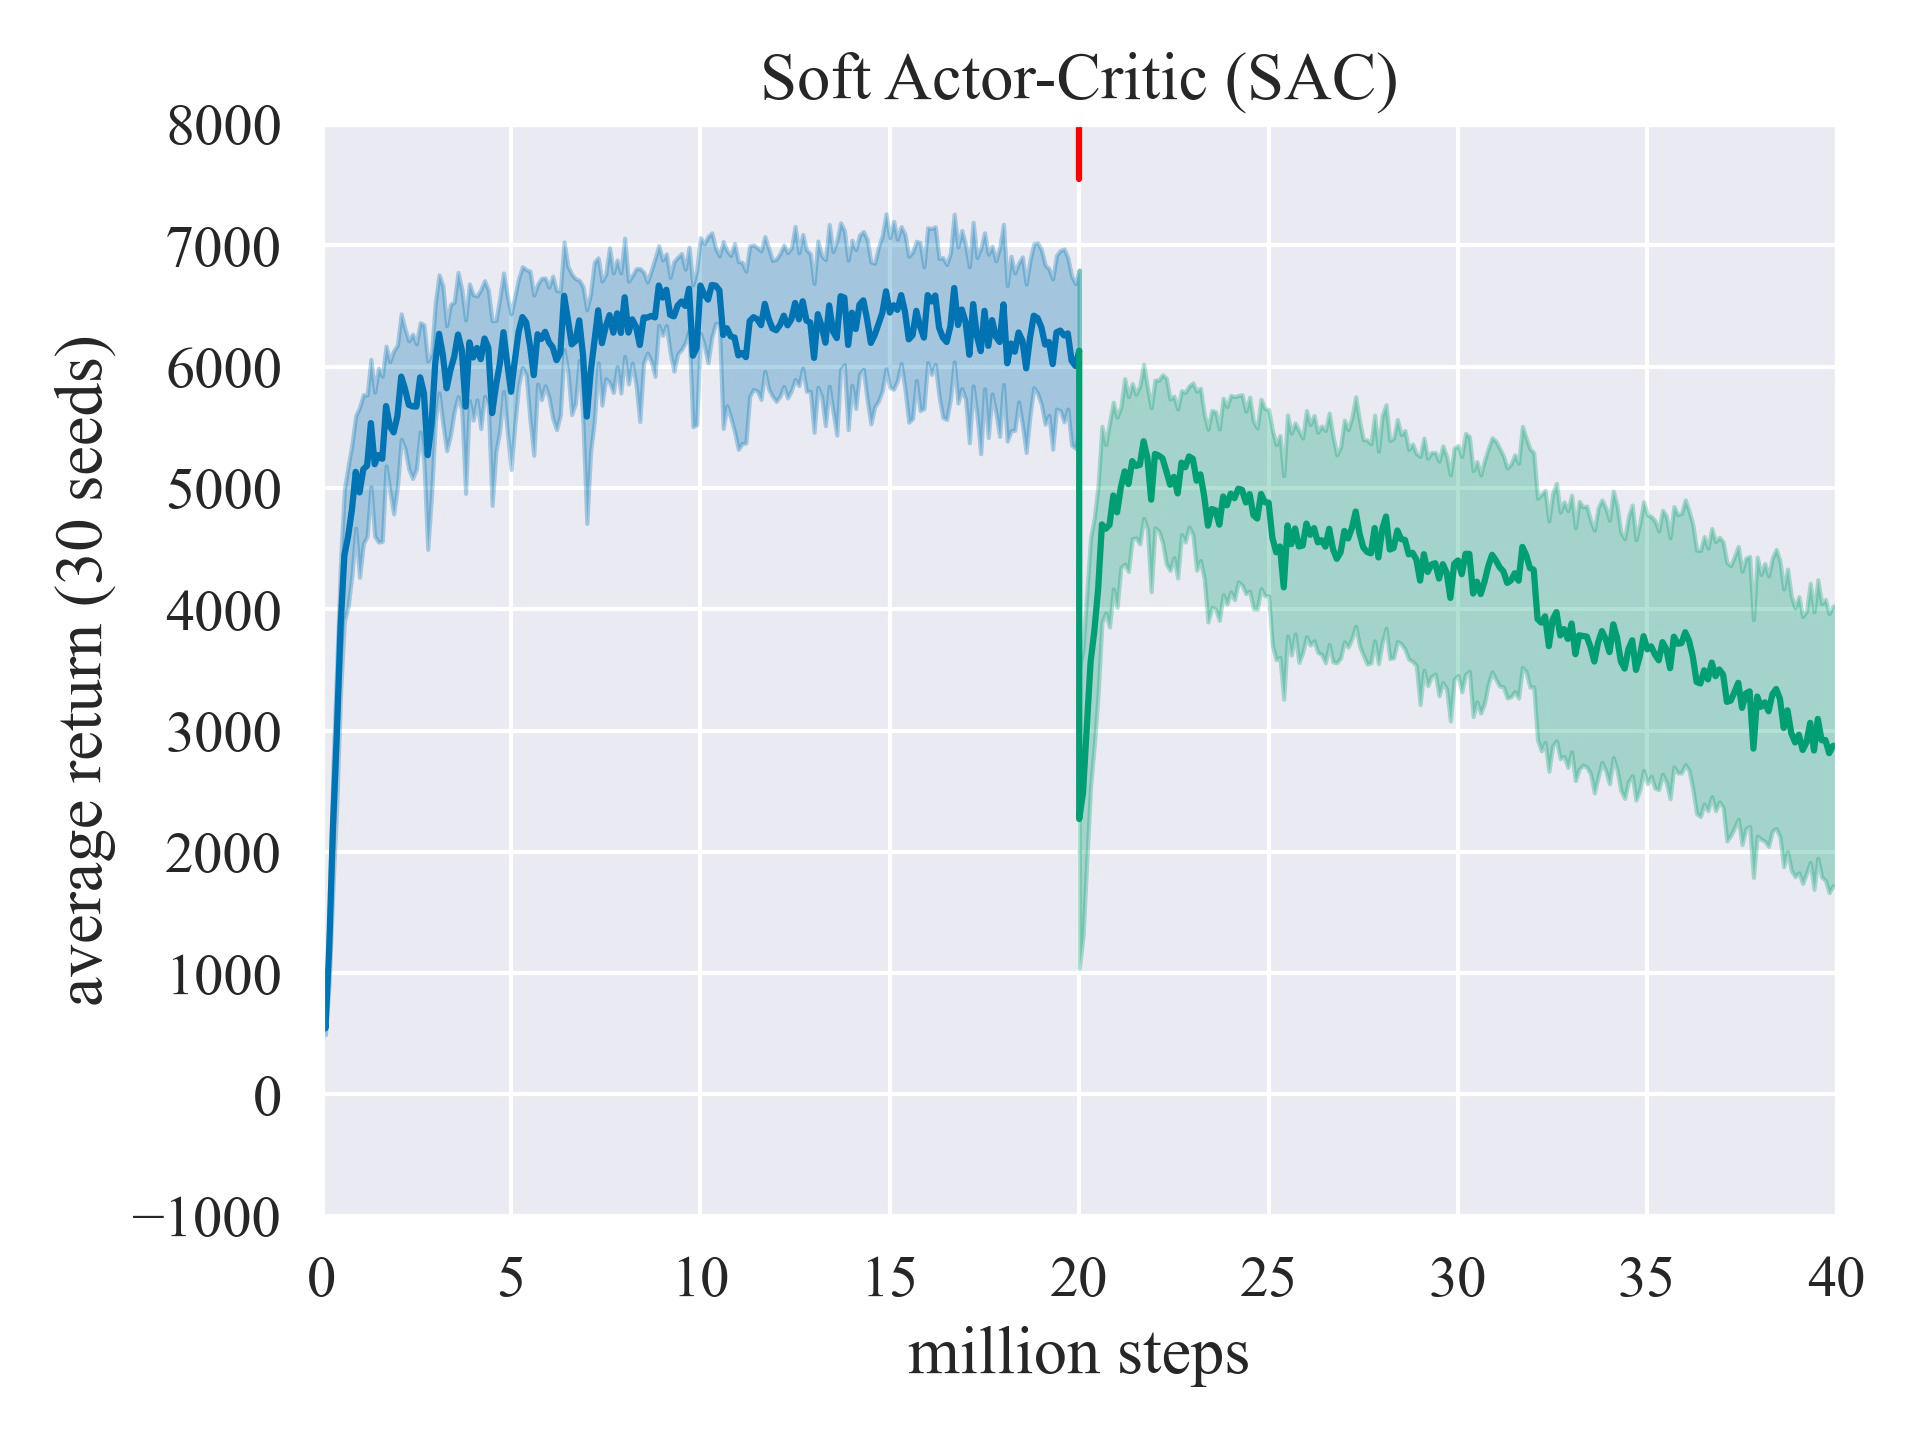 Soft Actor-Critic (SAC)
8000
7000
6000
5000
4000
3000
2000
1000
0
−1000
average return (30 seeds)
0 5 10 15 20 25 30 35 40
million steps